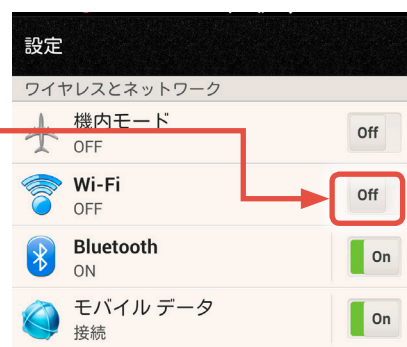 設定
ワイヤレスとネットワーク
機内モード
OFF
Off
Wi-Fi
OFF
Off
Bluetooth
ON
On
モバイル データ
接続
On